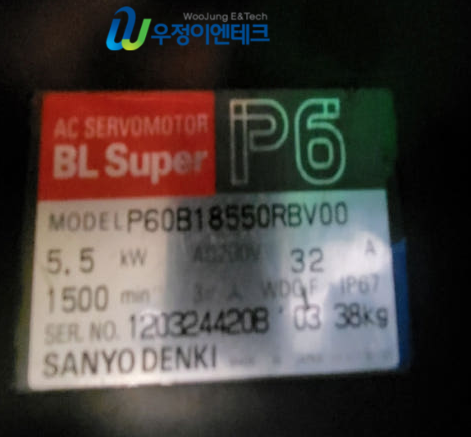 WooJung E&Tech
우정이엔테크
AC SERVOMOTOR
BL Super P6
MODEL P60B18550RBV00
5.5 kW AC200V 32 A
1500 min IP67
SER. NO. 1203244208 '03 38kg
SANYO DENKI